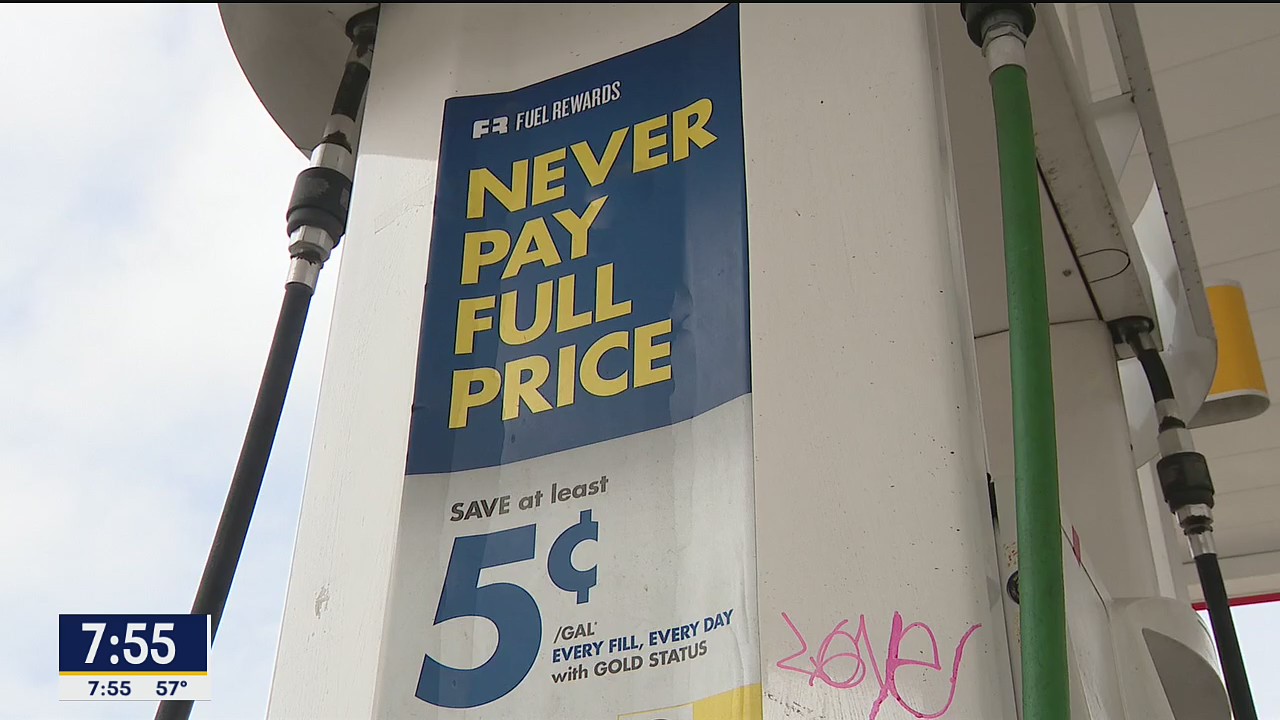 FR FUEL REWARDS
NEVER
PAY
FULL
PRICE
SAVE at least
5¢
/GAL*
EVERY FILL, EVERY DAY
with GOLD STATUS
7:55
7:55 57°